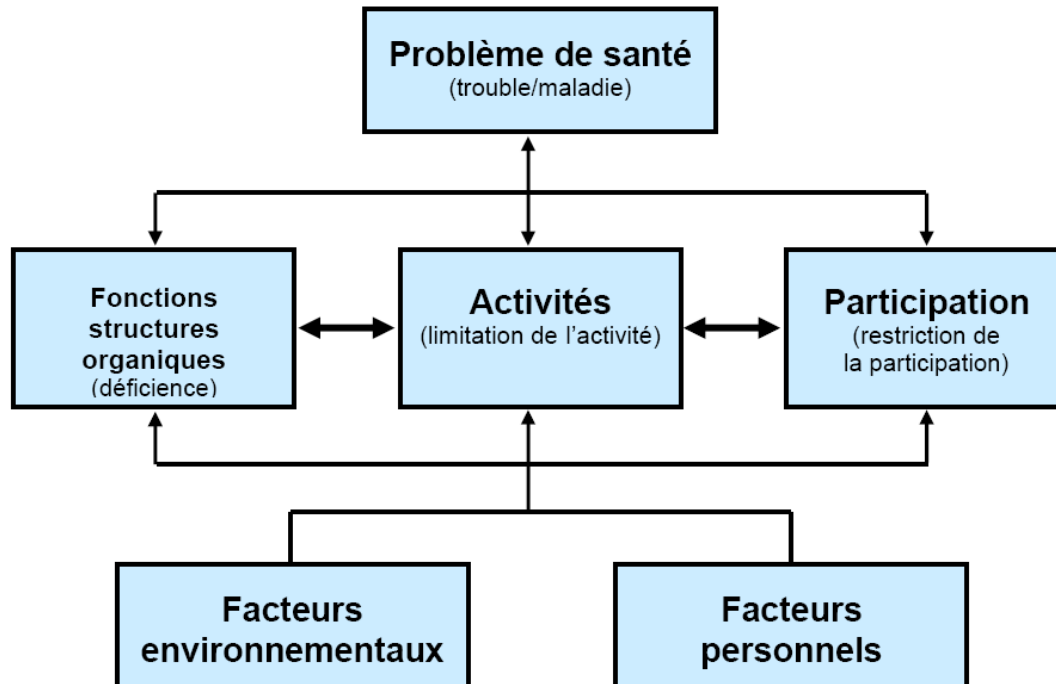 Problème de santé
(trouble/maladie)
Fonctions
structures
organiques
(déficience)
Activités
(limitation de l’activité)
Participation
(restriction de
la participation)
Facteurs
environnementaux
Facteurs
personnels